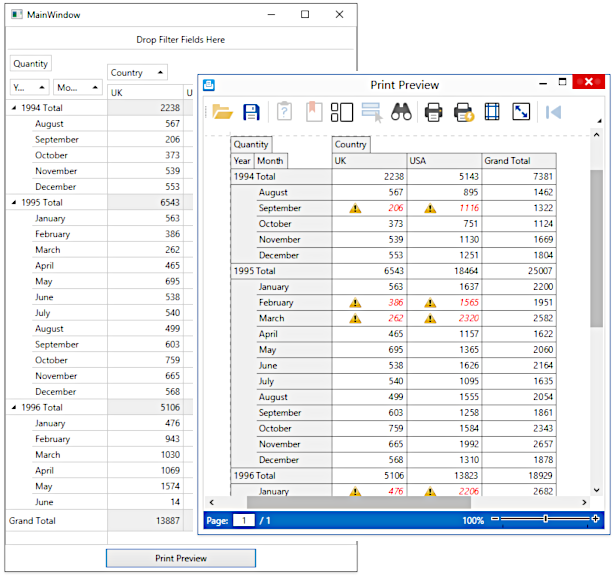 MainWindow
Drop Filter Fields Here
Quantity
Country
Y... Mo... UK U
1994 Total 2238
August 567
September 206
October 373
November 539
December 553
1995 Total 6543
January 563
February 386
March 262
April 465
May 695
June 538
July 540
August 499
September 603
October 759
November 665
December 568
1996 Total 5106
January 476
February 943
March 1030
April 1069
May 1574
June 14
Grand Total 13887
Print Preview
Print Preview
Quantity Country
Year Month UK USA Grand Total
1994 Total 2238 5143 7381
August 567 895 1462
September 206 1116 1322
October 373 751 1124
November 539 1130 1669
December 553 1251 1804
1995 Total 6543 18464 25007
January 563 1637 2200
February 386 1565 1951
March 262 2320 2582
April 465 1157 1622
May 695 1365 2060
June 538 1626 2164
July 540 1095 1635
August 499 1555 2054
September 603 1258 1861
October 759 1584 2343
November 665 1992 2657
December 568 1310 1878
1996 Total 5106 13823 18929
January 476 2206 2682
Page: 1 / 1 100%